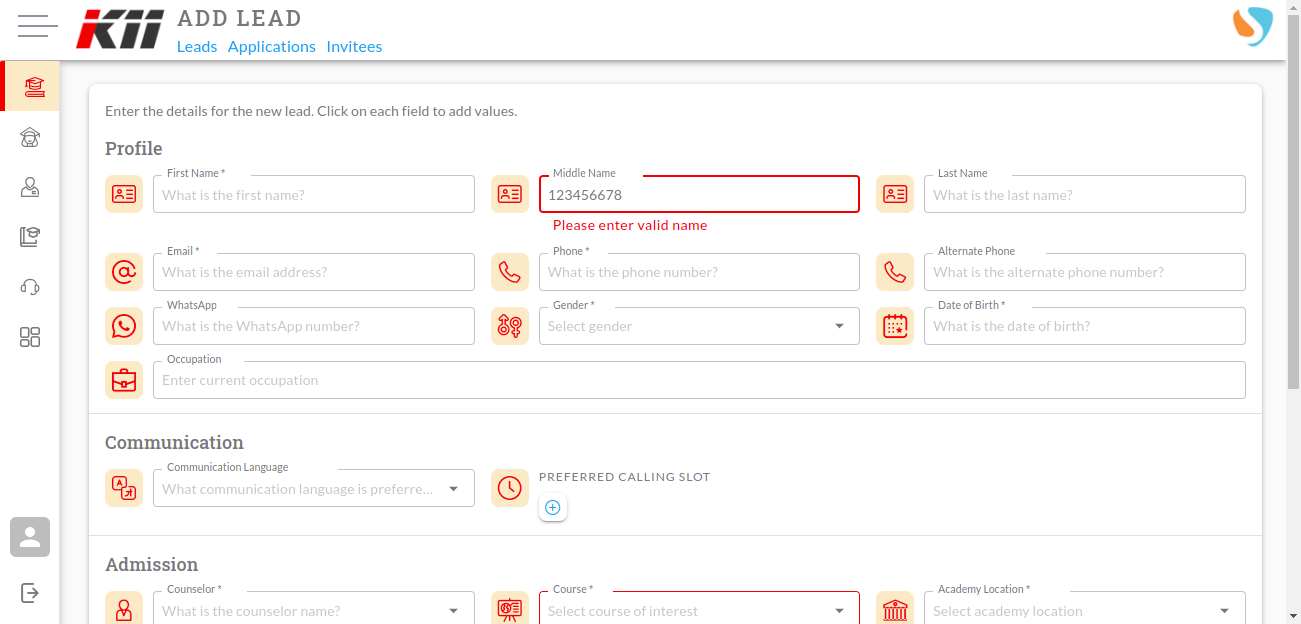 KII
ADD LEAD
Leads Applications Invitees
Enter the details for the new lead. Click on each field to add values.
Profile
First Name *
What is the first name?
Middle Name
123456678
Please enter valid name
Last Name
What is the last name?
Email *
What is the email address?
Phone *
What is the phone number?
Alternate Phone
What is the alternate phone number?
WhatsApp
What is the WhatsApp number?
Gender *
Select gender
Date of Birth *
What is the date of birth?
Occupation
Enter current occupation
Communication
Communication Language
What communication language is preferre...
PREFERRED CALLING SLOT
Admission
Counselor *
What is the counselor name?
Course *
Select course of interest
Academy Location *
Select academy location